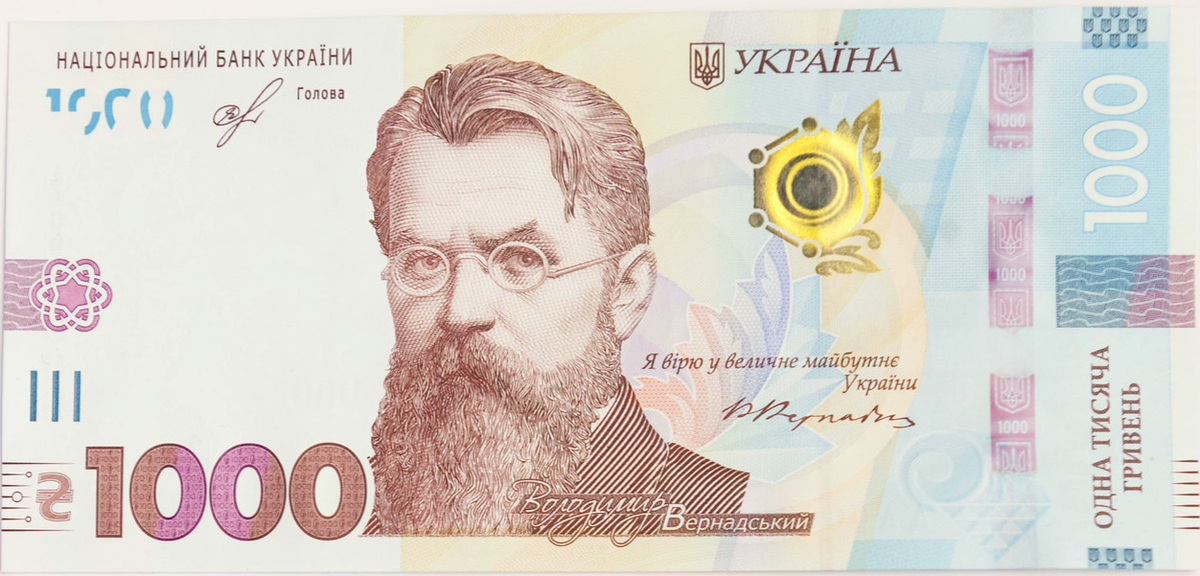 НАЦІОНАЛЬНИЙ БАНК УКРАЇНИ
Голова
УКРАЇНА
1000
1000
1000
1000
1000
Я вірю у величне майбутнє
України
В Вернадський
ОДНА ТИСЯЧА
ГРИВЕНЬ
₴ 1000
Володимир
Вернадський